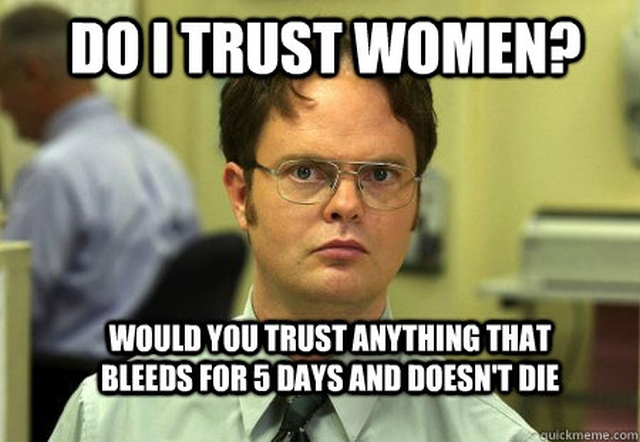 DO I TRUST WOMEN?
WOULD YOU TRUST ANYTHING THAT
BLEEDS FOR 5 DAYS AND DOESN'T DIE
quickmeme.com